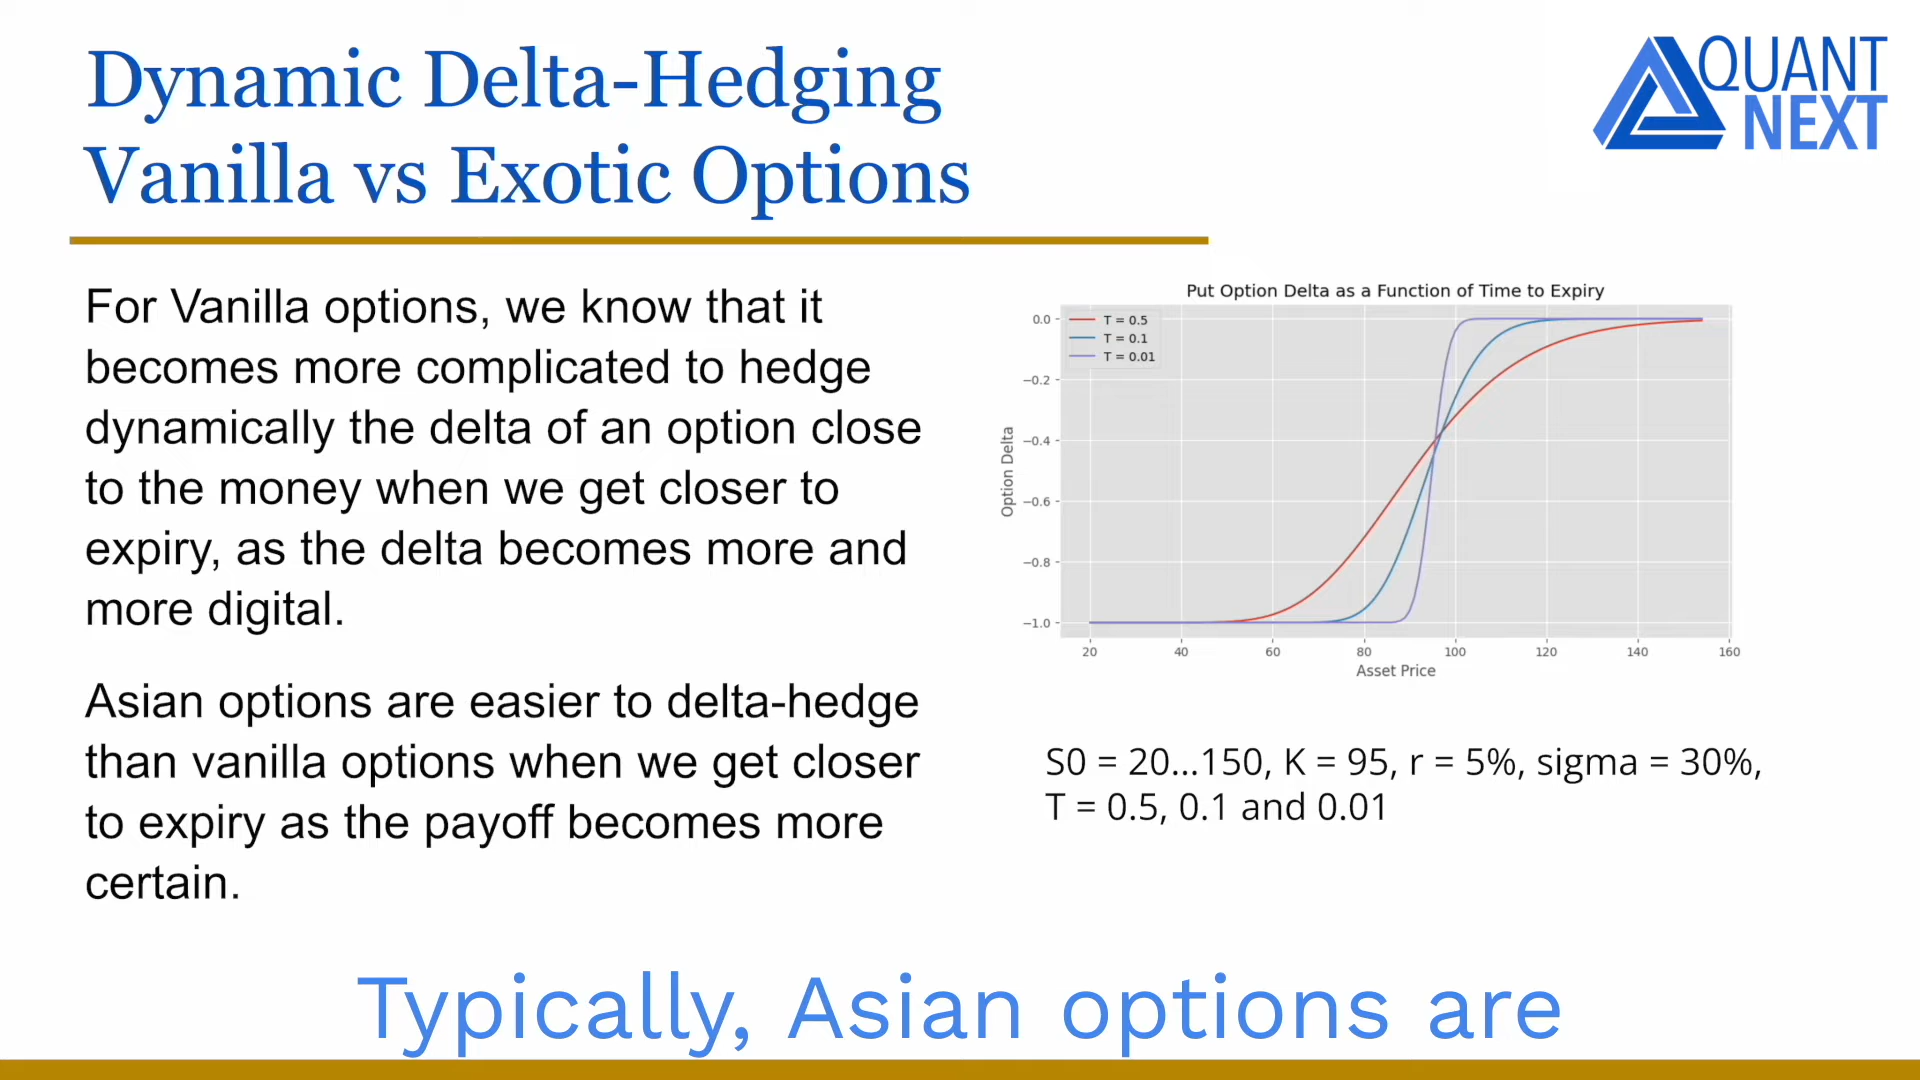 Dynamic Delta-Hedging
Vanilla vs Exotic Options
QUANT
NEXT
For Vanilla options, we know that it
becomes more complicated to hedge
dynamically the delta of an option close
to the money when we get closer to
expiry, as the delta becomes more and
more digital.
Asian options are easier to delta-hedge
than vanilla options when we get closer
to expiry as the payoff becomes more
certain.
Put Option Delta as a Function of Time to Expiry
T = 0.5
T = 0.1
T = 0.01
0.0
−0.2
−0.4
−0.6
−0.8
−1.0
Option Delta
20 40 60 80 100 120 140 160
Asset Price
S0 = 20...150, K = 95, r = 5%, sigma = 30%,
T = 0.5, 0.1 and 0.01
Typically, Asian options are